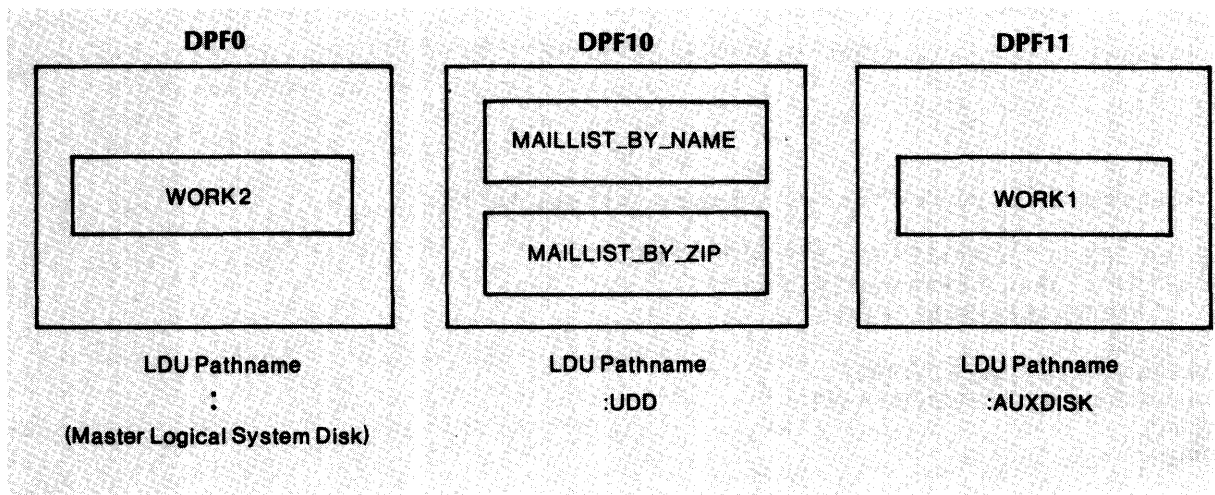 DPF0
WORK2
LDU Pathname
:
(Master Logical System Disk)
DPF10
MAILLIST_BY_NAME
MAILLIST_BY_ZIP
LDU Pathname
:UDD
DPF11
WORK1
LDU Pathname
:AUXDISK